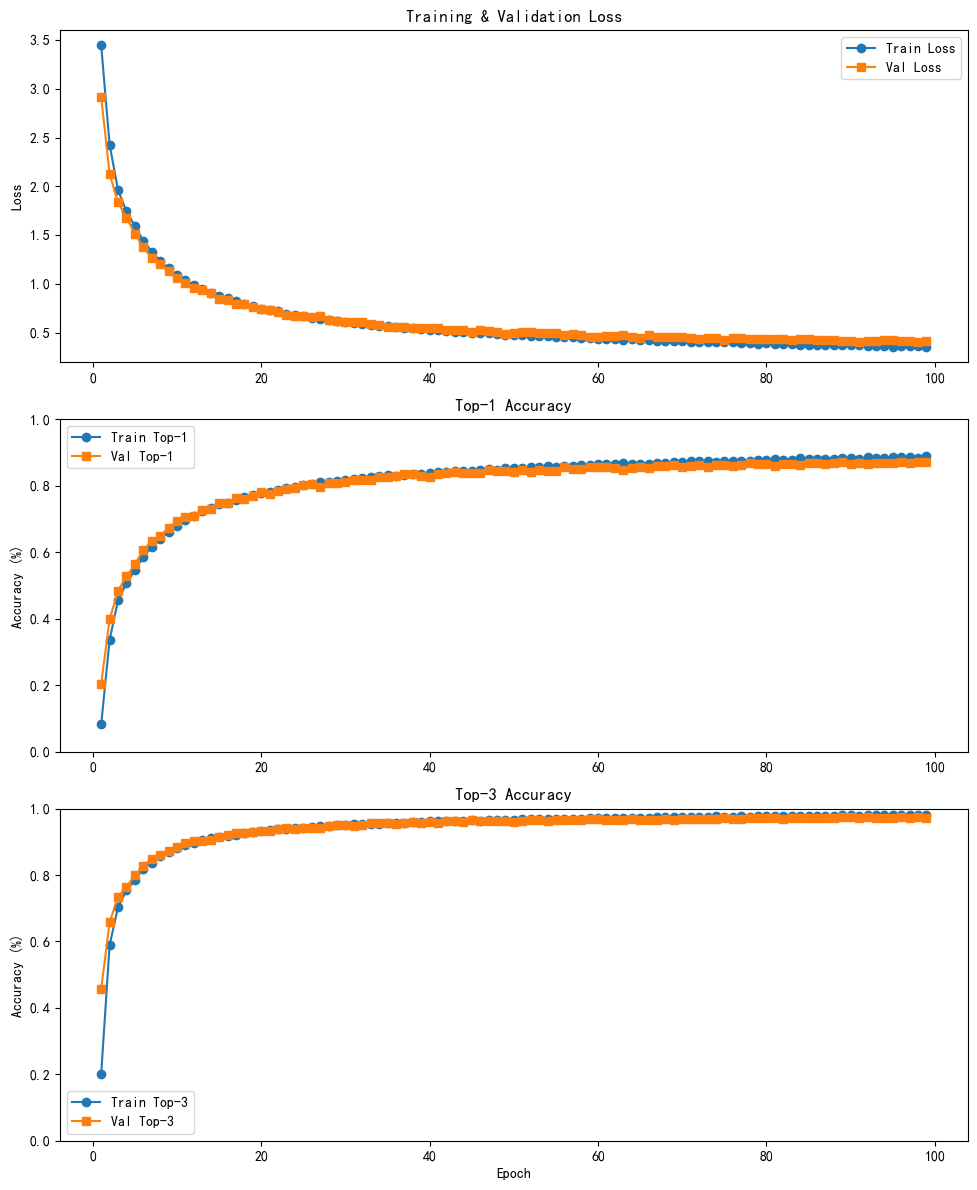 Training & Validation Loss
Train Loss
Val Loss
3.5
3.0
2.5
2.0
1.5
1.0
0.5
Loss
0 20 40 60 80 100
Top-1 Accuracy
Train Top-1
Val Top-1
1.0
0.8
0.6
0.4
0.2
0.0
Accuracy (%)
0 20 40 60 80 100
Top-3 Accuracy
1.0
0.8
0.6
0.4
0.2
0.0
Accuracy (%)
Train Top-3
Val Top-3
0 20 40 60 80 100
Epoch